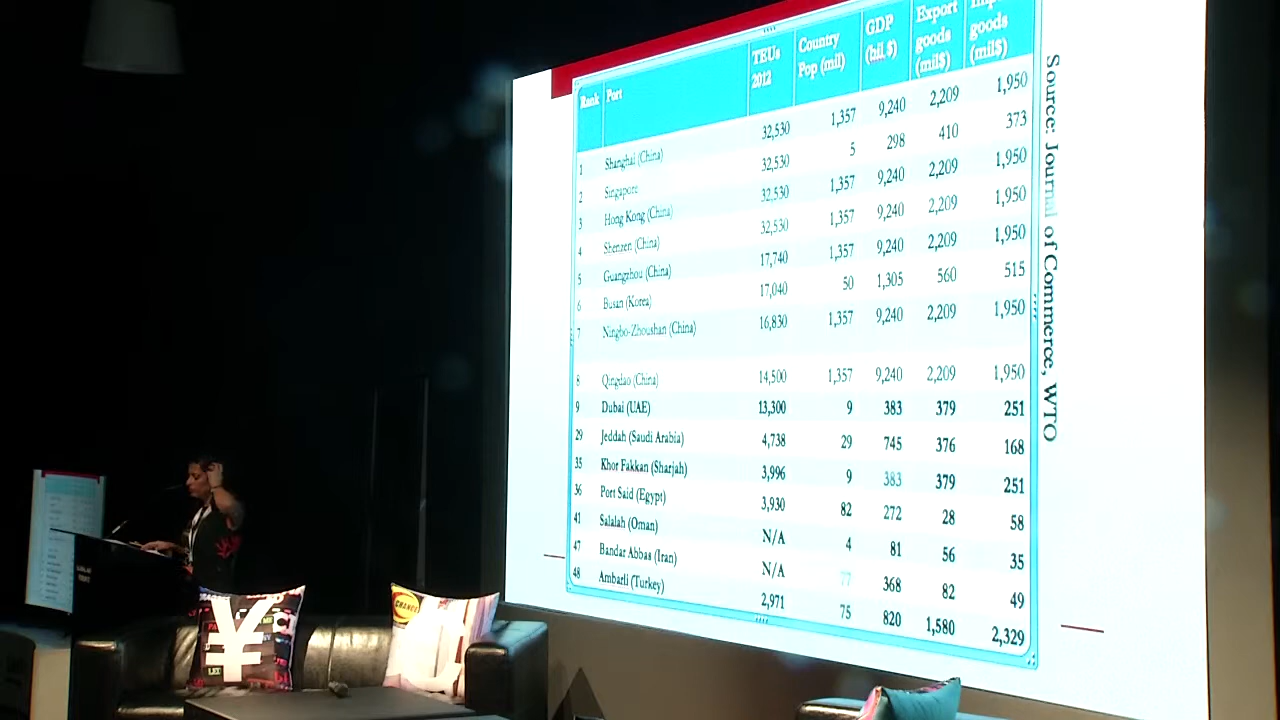 Rank Port TEUs 2012 Country Pop (mil) GDP (bil.$) Export goods (mil$) goods (mil$)
1 Shanghai (China) 32,530 1,357 9,240 2,209 1,950
2 Singapore 32,530 5 298 410 373
3 Hong Kong (China) 32,530 1,357 9,240 2,209 1,950
4 Shenzen (China) 32,530 1,357 9,240 2,209 1,950
5 Guangzhou (China) 17,740 1,357 9,240 2,209 1,950
6 Busan (Korea) 17,040 50 1,305 560 515
7 Ningbo-Zhoushan (China) 16,830 1,357 9,240 2,209 1,950
8 Qingdao (China) 14,500 1,357 9,240 2,209 1,950
9 Dubai (UAE) 13,300 9 383 379 251
29 Jeddah (Saudi Arabia) 4,738 29 745 376 168
35 Khor Fakkan (Sharjah) 3,996 9 383 379 251
36 Port Said (Egypt) 3,930 82 272 28 58
41 Salalah (Oman) N/A 4 81 56 35
47 Bandar Abbas (Iran) N/A 77 368 82 49
48 Ambarli (Turkey) 2,971 75 820 1,580 2,329
Source: Journal of Commerce, WTO
¥
CHANGE